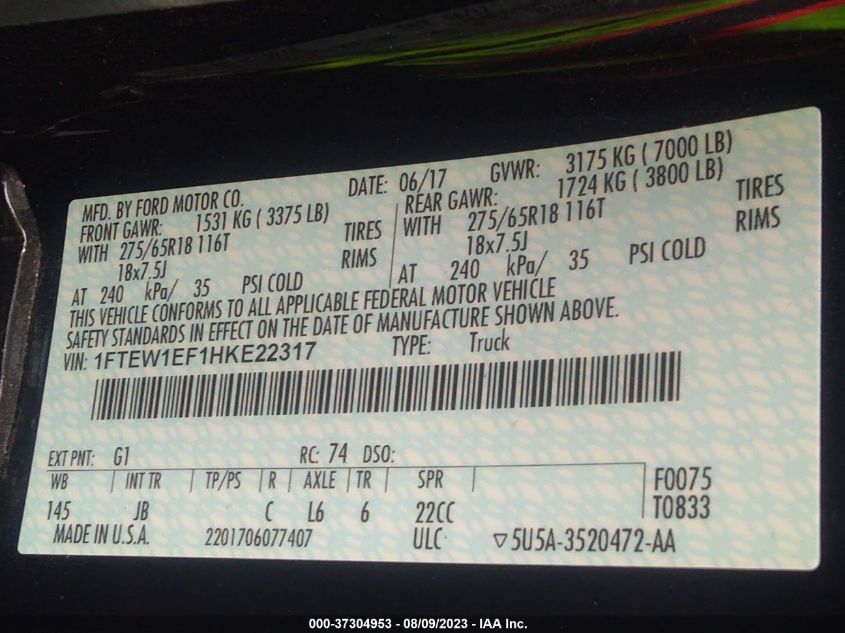 MFD. BY FORD MOTOR CO. DATE: 06/17 GVWR: 3175 KG ( 7000 LB)
FRONT GAWR: 1531 KG ( 3375 LB) REAR GAWR: 1724 KG ( 3800 LB)
WITH 275/65R18 116T TIRES WITH 275/65R18 116T TIRES
18x7.5J RIMS 18x7.5J RIMS
AT 240 kPa/ 35 PSI COLD AT 240 kPa/ 35 PSI COLD
THIS VEHICLE CONFORMS TO ALL APPLICABLE FEDERAL MOTOR VEHICLE
SAFETY STANDARDS IN EFFECT ON THE DATE OF MANUFACTURE SHOWN ABOVE.
VIN: 1FTEW1EF1HKE22317 TYPE: Truck
EXT PNT: G1 RC: 74 DSO:
WB INT TR TP/PS R AXLE TR SPR F0075
145 JB C L6 6 22CC T0833
MADE IN U.S.A. 2201706077407 ULC ▽5U5A-3520472-AA
000-37304953 - 08/09/2023 - IAA Inc.